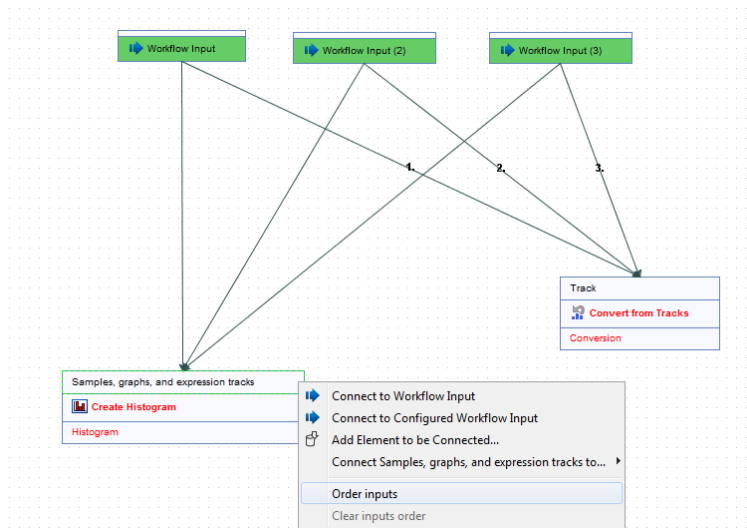 Workflow Input
Workflow Input (2)
Workflow Input (3)
1.
2.
3.
Track
Convert from Tracks
Conversion
Samples, graphs, and expression tracks
Create Histogram
Histogram
Connect to Workflow Input
Connect to Configured Workflow Input
Add Element to be Connected...
Connect Samples, graphs, and expression tracks to...
Order inputs
Clear inputs order